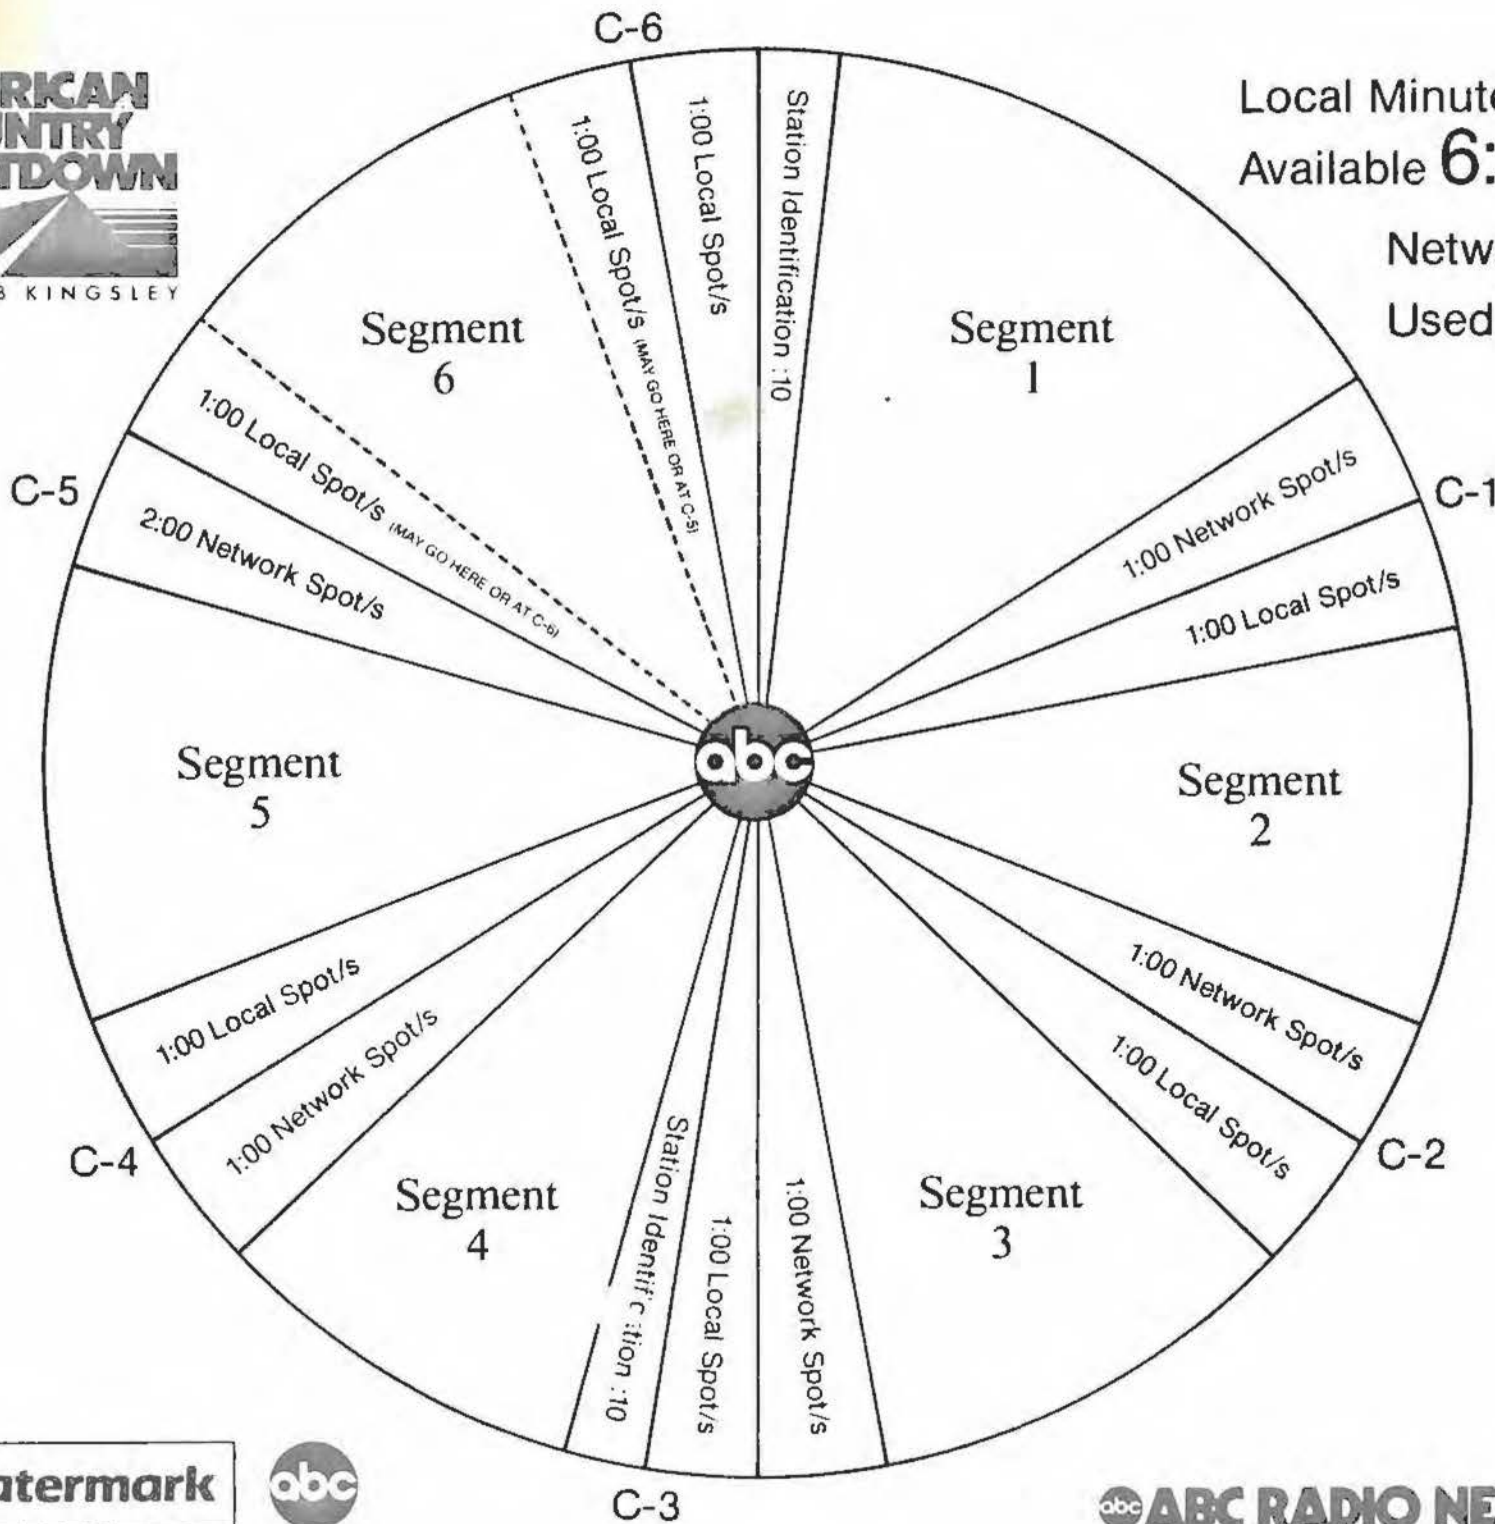 C-6
RICAN
NTRY
TDOWN
B KINGSLEY
Local Minute
Available 6:
Netw
Used
Station Identification :10
Segment
1
1:00 Network Spot/s
C-1
1:00 Local Spot/s
Segment
2
1:00 Network Spot/s
C-2
1:00 Local Spot/s
Segment
3
1:00 Network Spot/s
C-3
1:00 Local Spot/s
Station Identific tion :10
Segment
4
1:00 Network Spot/s
C-4
1:00 Local Spot/s
Segment
5
2:00 Network Spot/s
C-5
1:00 Local Spot/s (MAY GO HERE OR AT C-6)
Segment
6
1:00 Local Spot/s (MAY GO HERE OR AT C-5)
1:00 Local Spot/s
abc
atermark
abc
abc ABC RADIO NE